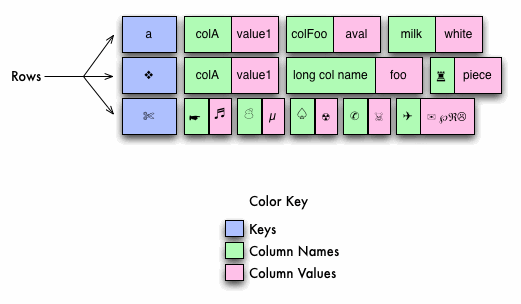 a colA value1 colFoo aval milk white
Rows ❖ colA value1 long col name foo ♜ piece
✄ ☛ ♬ ☃ μ ♤ ☢ ✆ ☠ ✈ ✉ ℘ ℜ ☹
Color Key
Keys
Column Names
Column Values